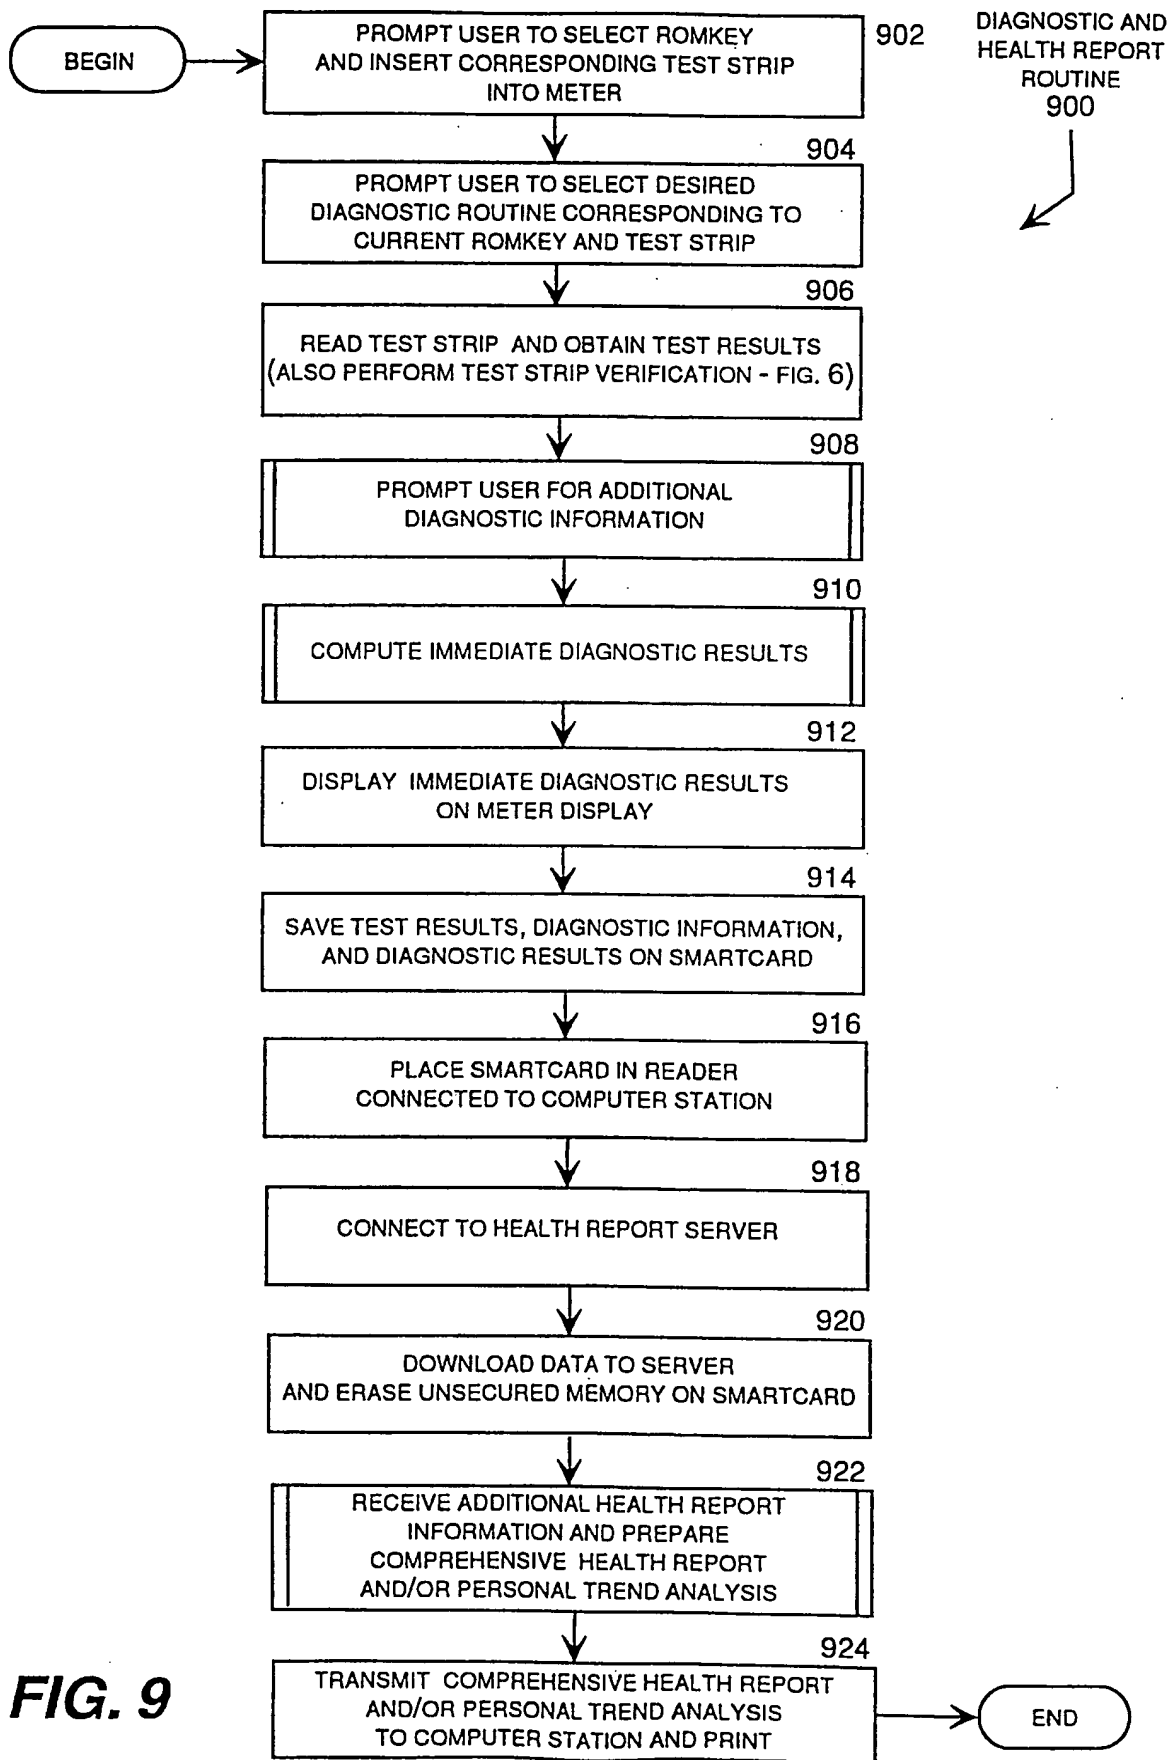 BEGIN
PROMPT USER TO SELECT ROMKEY
AND INSERT CORRESPONDING TEST STRIP
INTO METER
902
DIAGNOSTIC AND
HEALTH REPORT
ROUTINE
900
904
PROMPT USER TO SELECT DESIRED
DIAGNOSTIC ROUTINE CORRESPONDING TO
CURRENT ROMKEY AND TEST STRIP
906
READ TEST STRIP AND OBTAIN TEST RESULTS
(ALSO PERFORM TEST STRIP VERIFICATION - FIG. 6)
908
PROMPT USER FOR ADDITIONAL
DIAGNOSTIC INFORMATION
910
COMPUTE IMMEDIATE DIAGNOSTIC RESULTS
912
DISPLAY IMMEDIATE DIAGNOSTIC RESULTS
ON METER DISPLAY
914
SAVE TEST RESULTS, DIAGNOSTIC INFORMATION,
AND DIAGNOSTIC RESULTS ON SMARTCARD
916
PLACE SMARTCARD IN READER
CONNECTED TO COMPUTER STATION
918
CONNECT TO HEALTH REPORT SERVER
920
DOWNLOAD DATA TO SERVER
AND ERASE UNSECURED MEMORY ON SMARTCARD
922
RECEIVE ADDITIONAL HEALTH REPORT
INFORMATION AND PREPARE
COMPREHENSIVE HEALTH REPORT
AND/OR PERSONAL TREND ANALYSIS
924
TRANSMIT COMPREHENSIVE HEALTH REPORT
AND/OR PERSONAL TREND ANALYSIS
TO COMPUTER STATION AND PRINT
END
FIG. 9